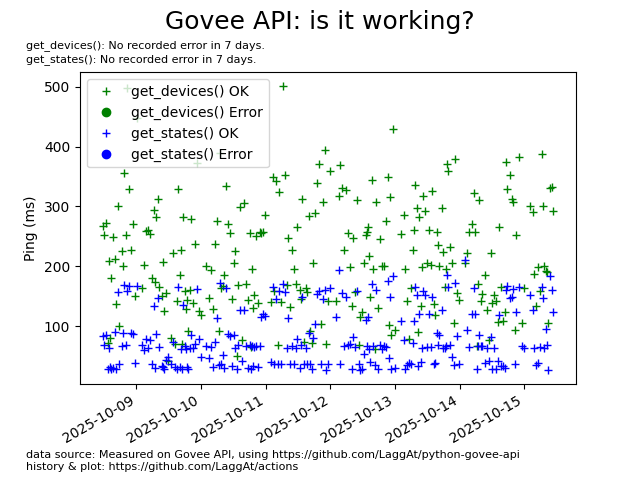 Govee API: is it working?
get_devices(): No recorded error in 7 days.
get_states(): No recorded error in 7 days.
get_devices() OK
get_devices() Error
get_states() OK
get_states() Error
Ping (ms)
500
400
300
200
100
2025-10-09
2025-10-10
2025-10-11
2025-10-12
2025-10-13
2025-10-14
2025-10-15
data source: Measured on Govee API, using https://github.com/LaggAt/python-govee-api
history & plot: https://github.com/LaggAt/actions